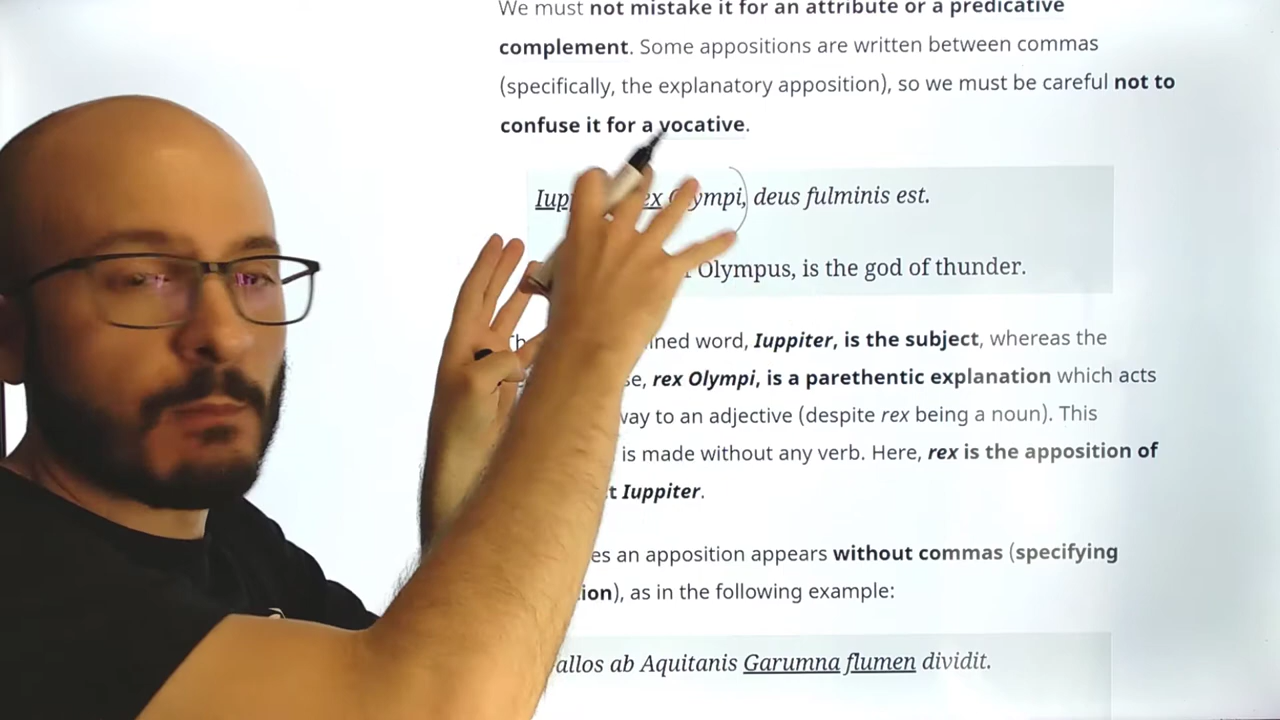 We must not mistake it for an attribute or a predicative
complement. Some appositions are written between commas
(specifically, the explanatory apposition), so we must be careful not to
confuse it for a vocative.
deus fulminis est.
Olympus, is the god of thunder.
word, Iuppiter, is the subject, whereas the
rex Olympi, is a parethentic explanation which acts
to an adjective (despite rex being a noun). This
is made without any verb. Here, rex is the apposition of
Iuppiter.
an apposition appears without commas (specifying
as in the following example:
ab Aquitanis Garumna flumen dividit.